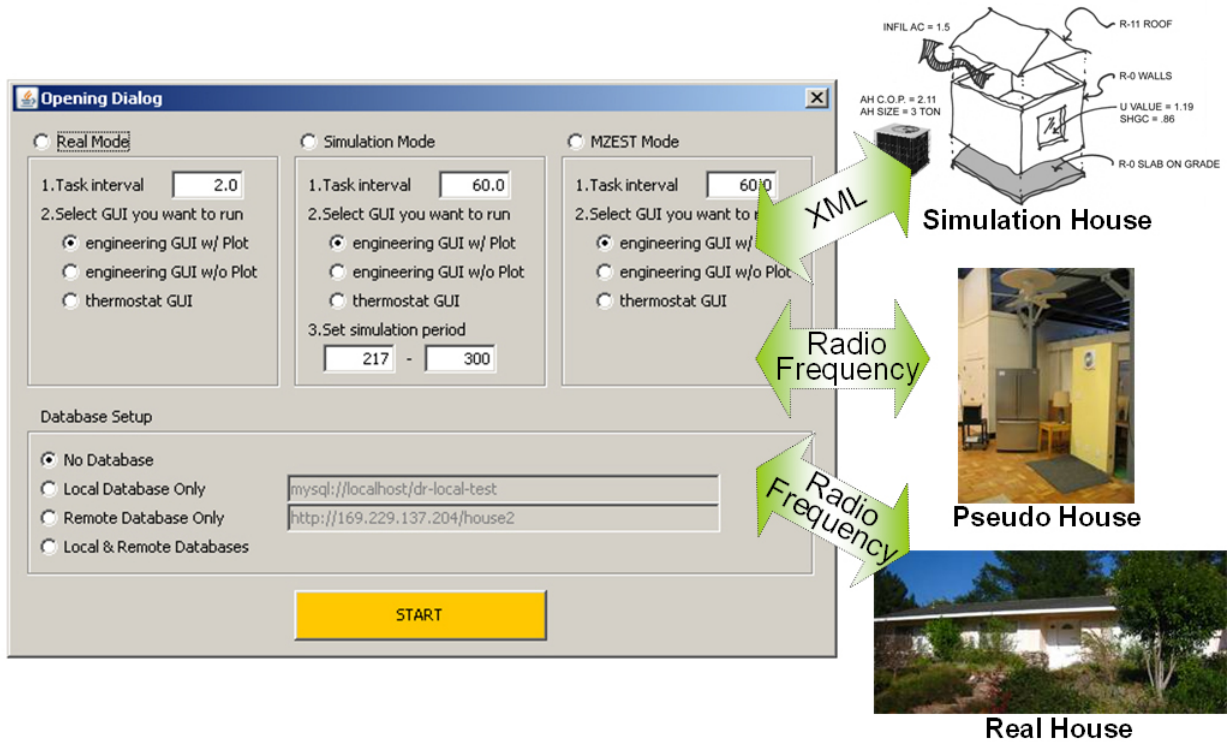 Opening Dialog
Real Mode
1.Task interval 2.0
2.Select GUI you want to run
engineering GUI w/ Plot
engineering GUI w/o Plot
thermostat GUI
Simulation Mode
1.Task interval 60.0
2.Select GUI you want to run
engineering GUI w/ Plot
engineering GUI w/o Plot
thermostat GUI
3.Set simulation period
217 - 300
MZEST Mode
1.Task interval 60.0
2.Select GUI you want to r
engineering GUI w/
engineering GUI w/o Plot
thermostat GUI
Database Setup
No Database
Local Database Only mysql://localhost/dr-local-test
Remote Database Only http://169.229.137.204/house2
Local & Remote Databases
START
XML
Radio
Frequency
Radio
Frequency
INFIL AC = 1.5
R-11 ROOF
R-0 WALLS
AH C.O.P. = 2.11
AH SIZE = 3 TON
U VALUE = 1.19
SHGC = .86
R-0 SLAB ON GRADE
Simulation House
Pseudo House
Real House